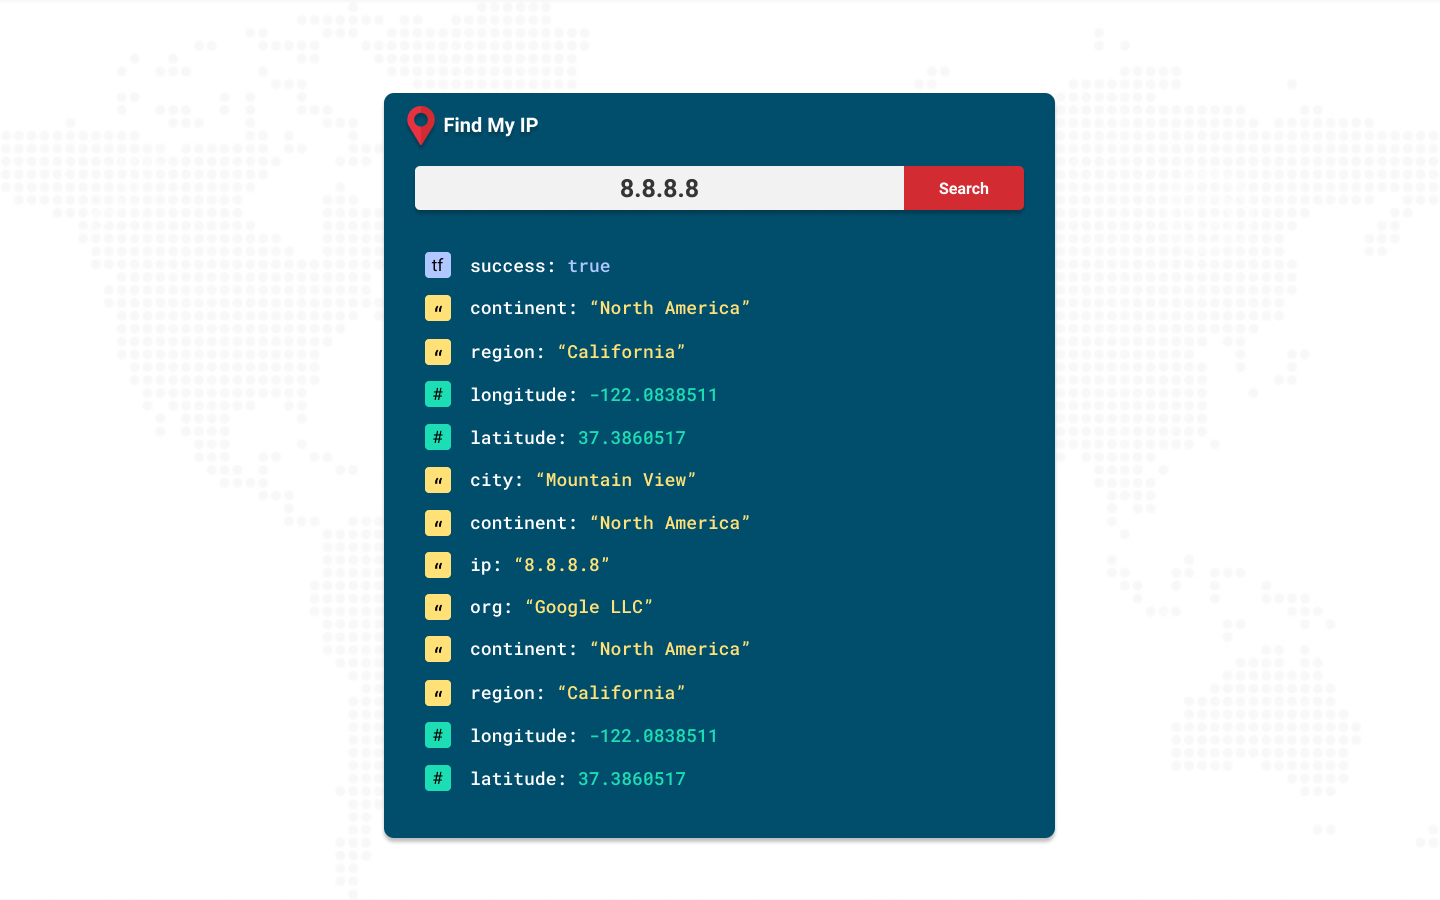 Find My IP
8.8.8.8
Search
tf success: true
“ continent: “North America”
“ region: “California”
# longitude: -122.0838511
# latitude: 37.3860517
“ city: “Mountain View”
“ continent: “North America”
“ ip: “8.8.8.8”
“ org: “Google LLC”
“ continent: “North America”
“ region: “California”
# longitude: -122.0838511
# latitude: 37.3860517